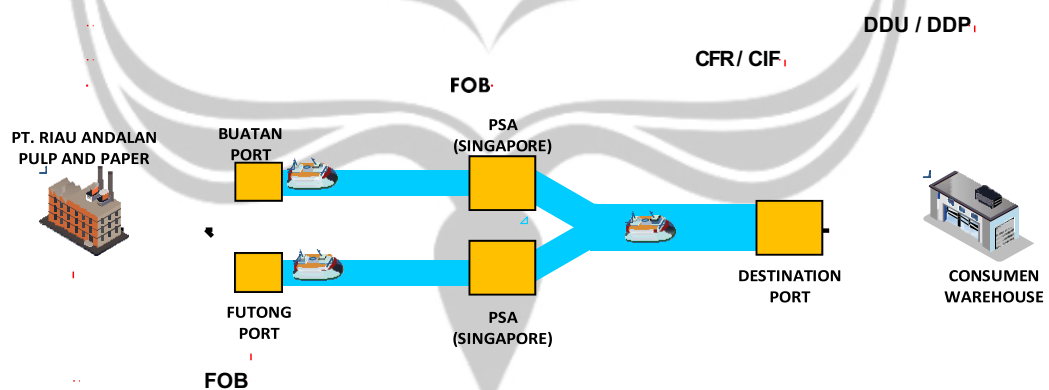 DDU / DDP
CFR/ CIF
FOB
PT. RIAU ANDALAN
PULP AND PAPER
BUATAN
PORT
PSA
(SINGAPORE)
FUTONG
PORT
PSA
(SINGAPORE)
DESTINATION
PORT
CONSUMEN
WAREHOUSE
FOB